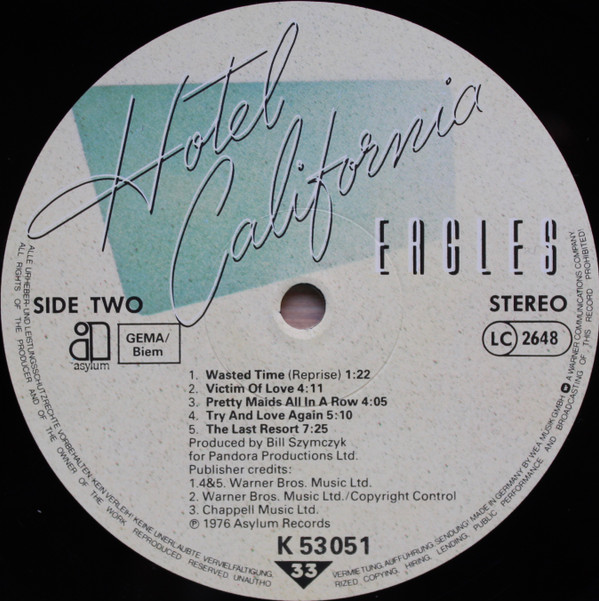 Hotel
California
EAGLES
SIDE TWO
STEREO
asylum
GEMA/
Biem
LC 2648
1. Wasted Time (Reprise) 1:22
2. Victim Of Love 4:11
3. Pretty Maids All In A Row 4:05
4. Try And Love Again 5:10
5. The Last Resort 7:25
Produced by Bill Szymczyk
for Pandora Productions Ltd.
Publisher credits:
1.4&5. Warner Bros. Music Ltd.
2. Warner Bros. Music Ltd./Copyright Control
3. Chappell Music Ltd.
℗ 1976 Asylum Records
K 53051
33
ALLE URHEBER- UND LEISTUNGSSCHUTZRECHTE VORBEHALTEN. KEIN VERLEIH! KEINE UNERLAUBTE VERVIELFÄLTIGUNG, VERMIETUNG, AUFFÜHRUNG, SENDUNG! MADE IN GERMANY BY WEA MUSIK GMBH A WARNER COMMUNICATIONS COMPANY.
ALL RIGHTS OF THE PRODUCER AND OF THE OWNER OF THE WORK REPRODUCED RESERVED. UNAUTHORIZED COPYING, HIRING, LENDING, PUBLIC PERFORMANCE AND BROADCASTING OF THIS RECORD PROHIBITED!